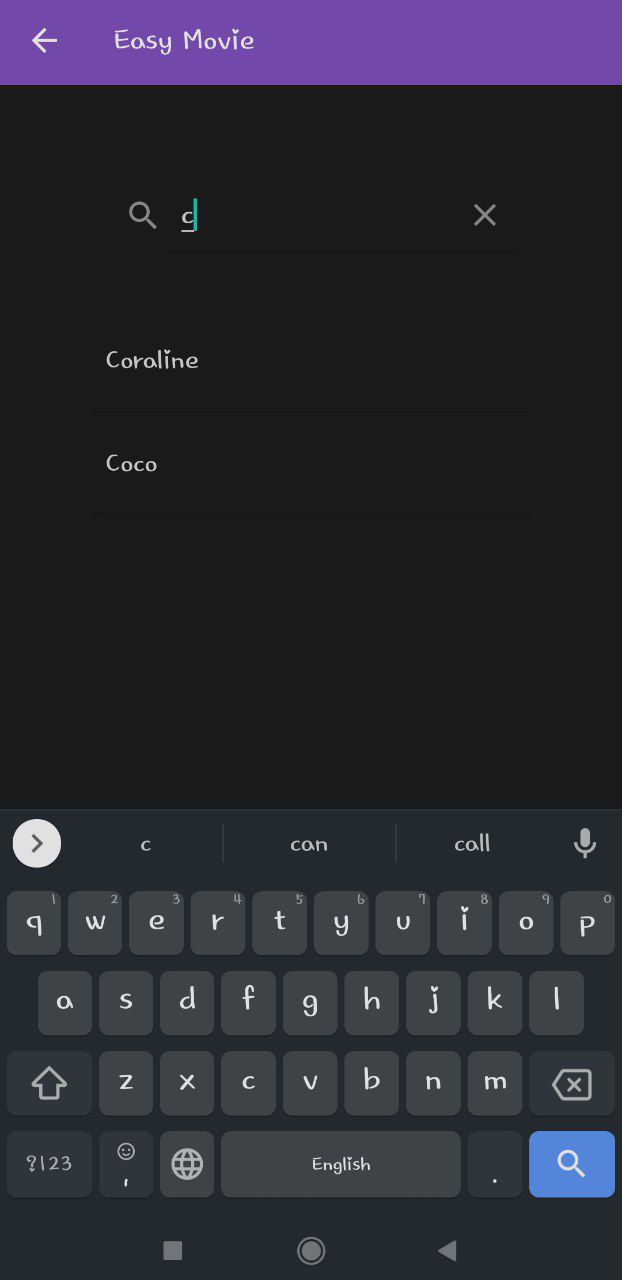 Easy Movie
c
Coraline
Coco
c can call
1 2 3 4 5 6 7 8 9 0
q w e r t y u i o p
a s d f g h j k l
z x c v b n m
?123 , English .